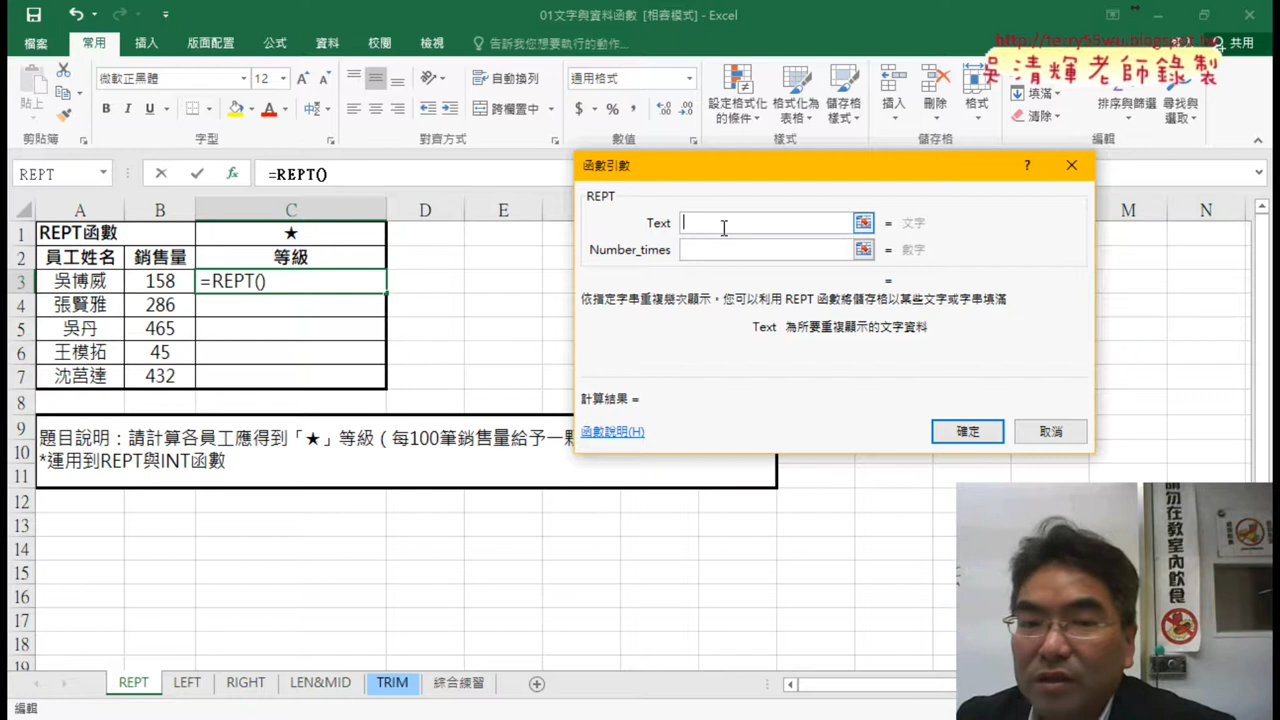 01文字與資料函數 [相容模式] - Excel
http://terry55wu.blogspot.tw
吳清輝老師錄製
檔案 常用 插入 版面配置 公式 資料 校閱 檢視 告訴我您想要執行的動作... 共用
微軟正黑體 12 自動換列 通用格式
貼上 B I U 中 跨欄置中 $ % 設定格式化的條件 格式化為表格 儲存格樣式 插入 刪除 格式 填滿 清除 排序與篩選 尋找與選取
剪貼簿 字型 對齊方式 數值 樣式 儲存格 編輯
REPT fx =REPT()
A B C D E M N
1 REPT函數 ★
2 員工姓名 銷售量 等級
3 吳博威 158 =REPT()
4 張賢雅 286
5 吳丹 465
6 王模拓 45
7 沈莒達 432
8
9 題目說明：請計算各員工應得到「★」等級（每100筆銷售量給予一顆
10 *運用到REPT與INT函數
11
12
13
14
15
16
17
18
19
函數引數 ?
REPT
Text = 文字
Number_times = 數字
=
依指定字串重複幾次顯示。您可以利用 REPT 函數將儲存格以某些文字或字串填滿
Text 為所要重複顯示的文字資料
計算結果 =
函數說明(H) 確定 取消
請勿在教室內飲食
REPT LEFT RIGHT LEN&MID TRIM 綜合練習
編輯